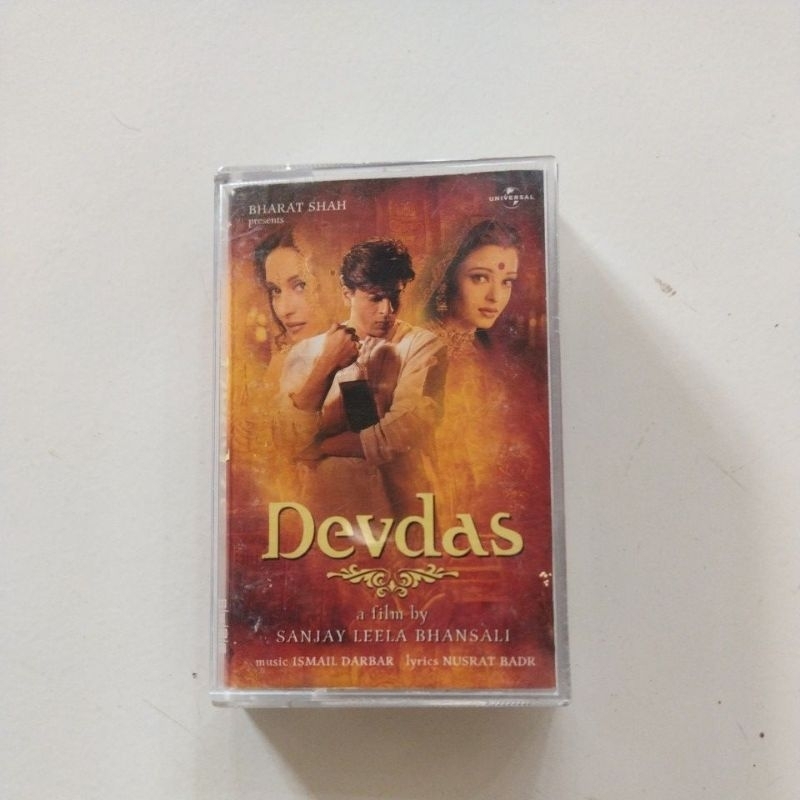 BHARAT SHAH
presents
UNIVERSAL
Devdas
a film by
SANJAY LEELA BHANSALI
music ISMAIL DARBAR lyrics NUSRAT BADR